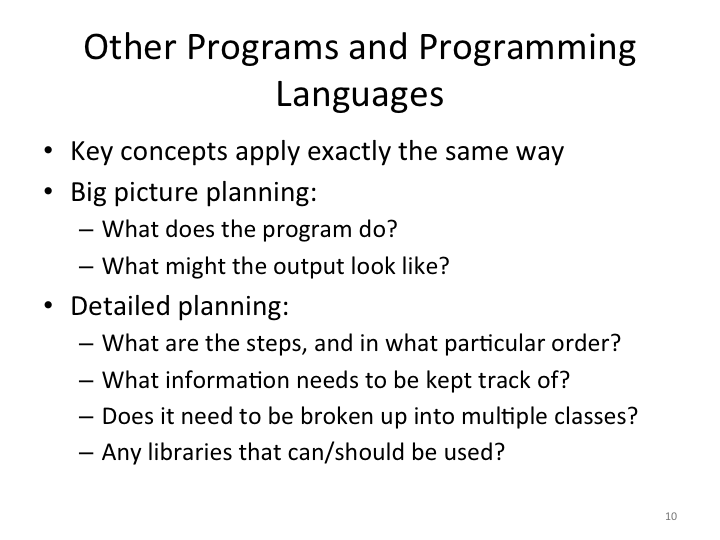 Other Programs and Programming
Languages
• Key concepts apply exactly the same way
• Big picture planning:
– What does the program do?
– What might the output look like?
• Detailed planning:
– What are the steps, and in what particular order?
– What information needs to be kept track of?
– Does it need to be broken up into multiple classes?
– Any libraries that can/should be used?
10